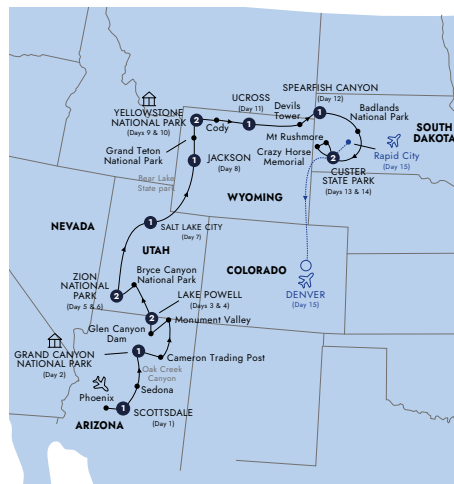 SPEARFISH CANYON
(Day 12)
UCROSS
(Day 11)
Devils
Tower
Badlands
National Park
YELLOWSTONE
NATIONAL PARK
(Days 9 & 10)
2
Cody
1
1
Mt Rushmore
SOUTH
DAKOTA
Grand Teton
National Park
Crazy Horse
Memorial
Rapid City
(Day 15)
1
JACKSON
(Day 8)
2
CUSTER
STATE PARK
(Days 13 & 14)
Bear Lake
State park
WYOMING
NEVADA
1
SALT LAKE CITY
(Day 7)
UTAH
Bryce Canyon
National Park
COLORADO
ZION
NATIONAL
PARK
(Day 5 & 6)
2
LAKE POWELL
(Days 3 & 4)
DENVER
(Day 15)
2
Monument Valley
Glen Canyon
Dam
GRAND CANYON
NATIONAL PARK
(Day 2)
1
Cameron Trading Post
Oak Creek
Canyon
Sedona
Phoenix
1
SCOTTSDALE
(Day 1)
ARIZONA